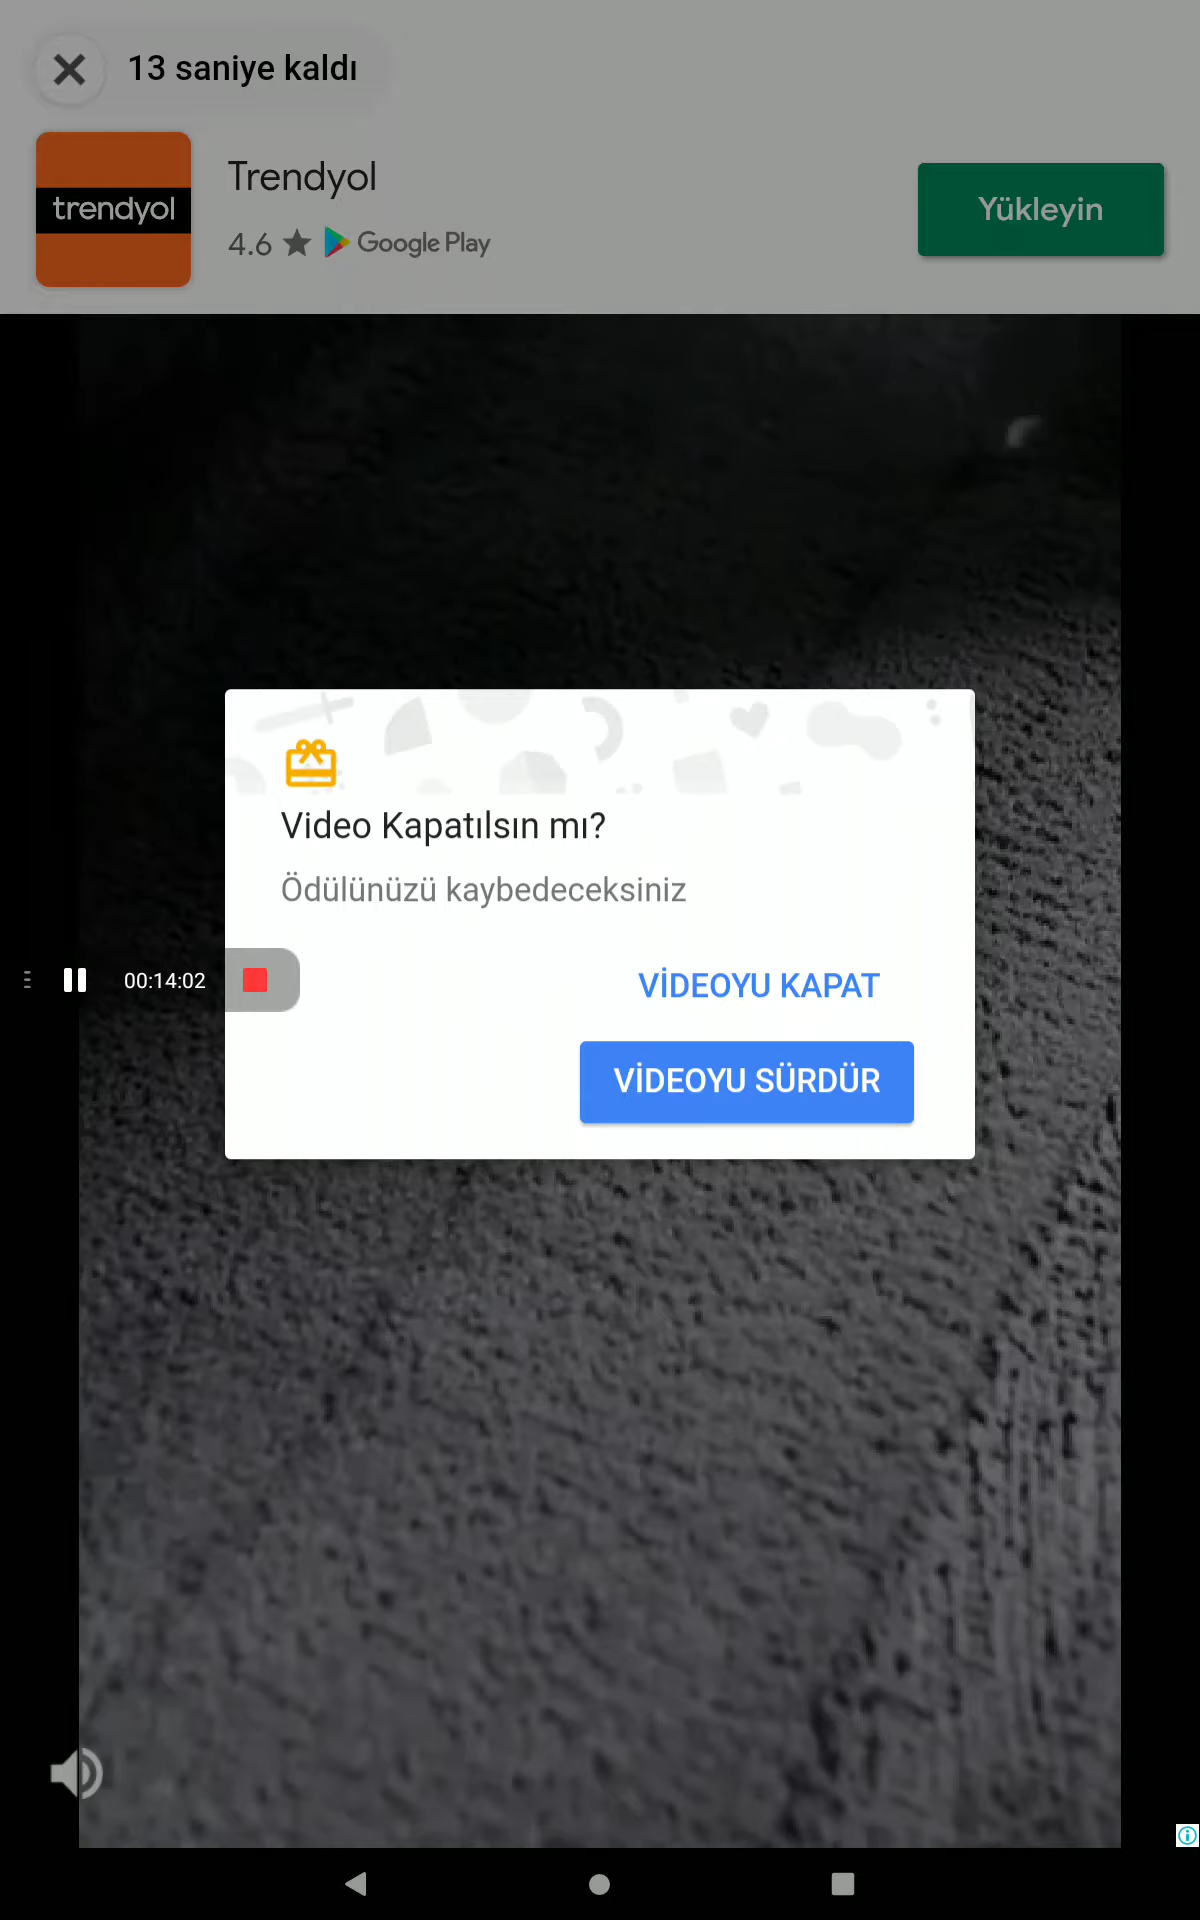 13 saniye kaldı
trendyol
Trendyol
4.6 Google Play
Yükleyin
Video Kapatılsın mı?
Ödülünüzü kaybedeceksiniz
00:14:02
VİDEOYU KAPAT
VİDEOYU SÜRDÜR